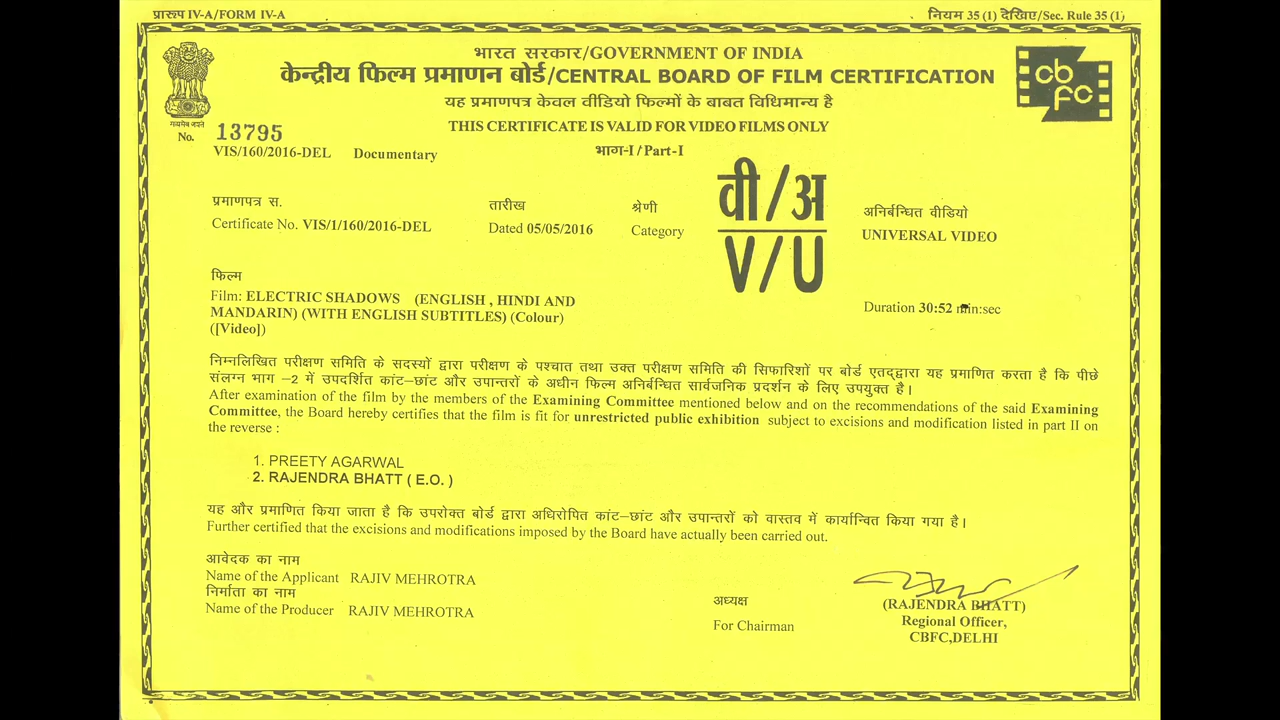 प्रारूप IV-A/FORM IV-A
नियम 35 (1) देखिए/Sec. Rule 35 (1)
भारत सरकार/GOVERNMENT OF INDIA
केन्द्रीय फिल्म प्रमाणन बोर्ड/CENTRAL BOARD OF FILM CERTIFICATION
cb
fc
यह प्रमाणपत्र केवल वीडियो फिल्मों के बाबत विधिमान्य है
सत्यमेव जयते
THIS CERTIFICATE IS VALID FOR VIDEO FILMS ONLY
No. 13795
VIS/160/2016-DEL Documentary
भाग-I / Part-I
प्रमाणपत्र स. तारीख श्रेणी वी/अ अनिर्बन्धित वीडियो
Certificate No. VIS/1/160/2016-DEL Dated 05/05/2016 Category V/U UNIVERSAL VIDEO
फिल्म
Film: ELECTRIC SHADOWS (ENGLISH , HINDI AND
MANDARIN) (WITH ENGLISH SUBTITLES) (Colour)
([Video])
Duration 30:52 min:sec
निम्नलिखित परीक्षण समिति के सदस्यों द्वारा परीक्षण के पश्चात तथा उक्त परीक्षण समिति की सिफारिशों पर बोर्ड एतद्द्वारा यह प्रमाणित करता है कि पीछे
संलग्न भाग –2 में उपदर्शित कांट–छांट और उपान्तरों के अधीन फिल्म अनिर्बन्धित सार्वजनिक प्रदर्शन के लिए उपयुक्त है।
After examination of the film by the members of the Examining Committee mentioned below and on the recommendations of the said Examining
Committee, the Board hereby certifies that the film is fit for unrestricted public exhibition subject to excisions and modification listed in part II on
the reverse :
1. PREETY AGARWAL
2. RAJENDRA BHATT ( E.O. )
यह और प्रमाणित किया जाता है कि उपरोक्त बोर्ड द्वारा अधिरोपित कांट–छांट और उपान्तरों को वास्तव में कार्यान्वित किया गया है।
Further certified that the excisions and modifications imposed by the Board have actually been carried out.
आवेदक का नाम
Name of the Applicant RAJIV MEHROTRA
निर्माता का नाम
Name of the Producer RAJIV MEHROTRA
अध्यक्ष
For Chairman
(RAJENDRA BHATT)
Regional Officer,
CBFC,DELHI